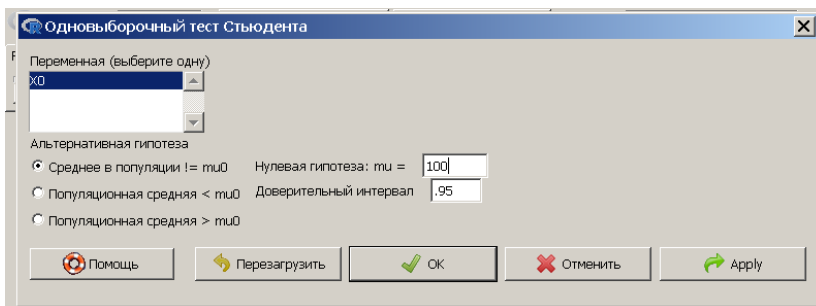 Одновыборочный тест Стьюдента
Переменная (выберите одну)
X0
Альтернативная гипотеза
Среднее в популяции != mu0 Нулевая гипотеза: mu = 100
Популяционная средняя < mu0 Доверительный интервал .95
Популяционная средняя > mu0
Помощь Перезагрузить OK Отменить Apply